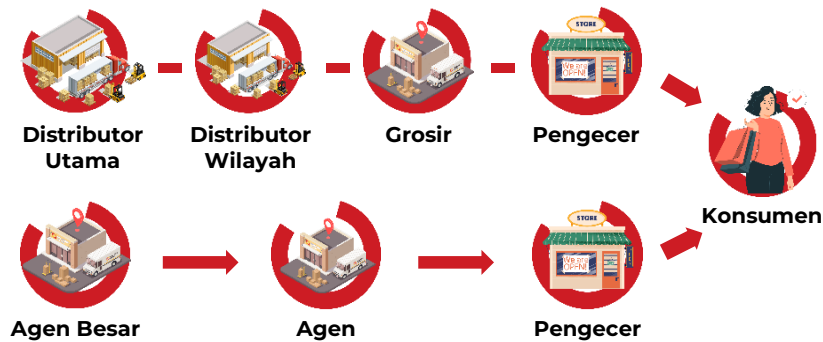 STORE
We are
OPEN!
Distributor
Utama
Distributor
Wilayah
Grosir
Pengecer
Konsumen
STORE
We are
OPEN!
Agen Besar
Agen
Pengecer